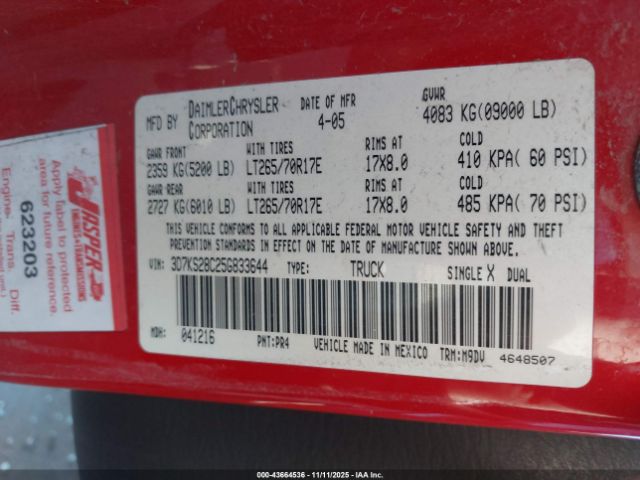 MFD BY DAIMLERCHRYSLER CORPORATION
DATE OF MFR 4-05
GVWR 4083 KG(09000 LB)
GAWR FRONT WITH TIRES RIMS AT COLD
2359 KG(5200 LB) LT265/70R17E 17X8.0 410 KPA( 60 PSI)
GAWR REAR WITH TIRES RIMS AT COLD
2727 KG(6010 LB) LT265/70R17E 17X8.0 485 KPA( 70 PSI)
THIS VEHICLE CONFORMS TO ALL APPLICABLE FEDERAL MOTOR VEHICLE SAFETY AND THEFT
PREVENTION STANDARDS IN EFFECT ON THE DATE OF MANUFACTURE SHOWN ABOVE.
VIN: 3D7KS28C25G833644 TYPE: TRUCK SINGLE X DUAL
MDH: 041216 PNT:PR4 VEHICLE MADE IN MEXICO TRM:M9DV 4648507
JASPER
ENGINES & TRANSMISSIONS
Apply label to protected
area for future reference.
623203
Engine Trans. Diff.
000-43664536 - 11/11/2025 - IAAI.COM